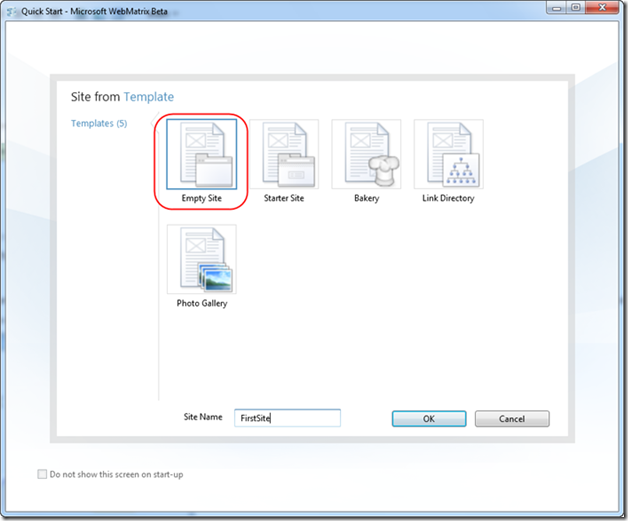 Quick Start - Microsoft WebMatrix Beta
Site from Template
Templates (5)
Empty Site
Starter Site
Bakery
Link Directory
Photo Gallery
Site Name
FirstSite
OK
Cancel
Do not show this screen on start-up